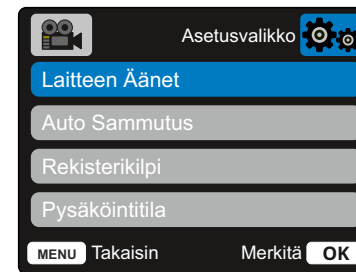 Asetusvalikko
Laitteen Äänet
Auto Sammutus
Rekisterikilpi
Pysäköintitila
MENU Takaisin Merkitä OK